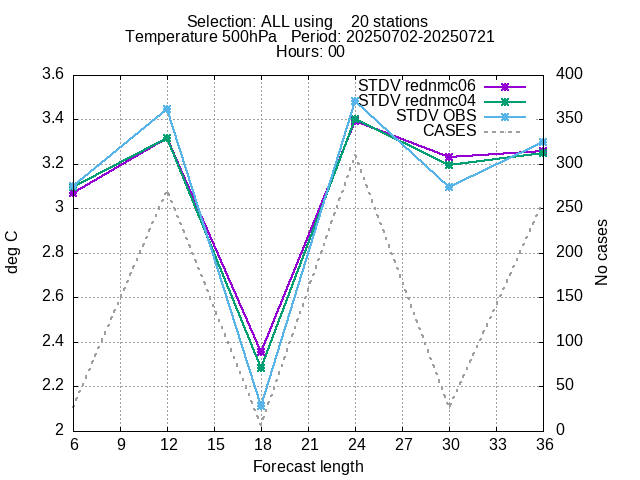 Selection: ALL using    20 stations
Temperature 500hPa   Period: 20250702-20250721
Hours: 00
STDV rednmc06
STDV rednmc04
STDV OBS
CASES
3.6
3.4
3.2
3
2.8
2.6
2.4
2.2
2
400
350
300
250
200
150
100
50
0
deg C
No cases
6 9 12 15 18 21 24 27 30 33 36
Forecast length